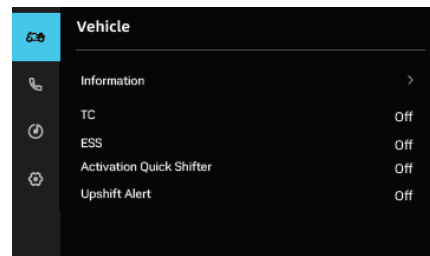 Vehicle
Information
TC Off
ESS Off
Activation Quick Shifter Off
Upshift Alert Off